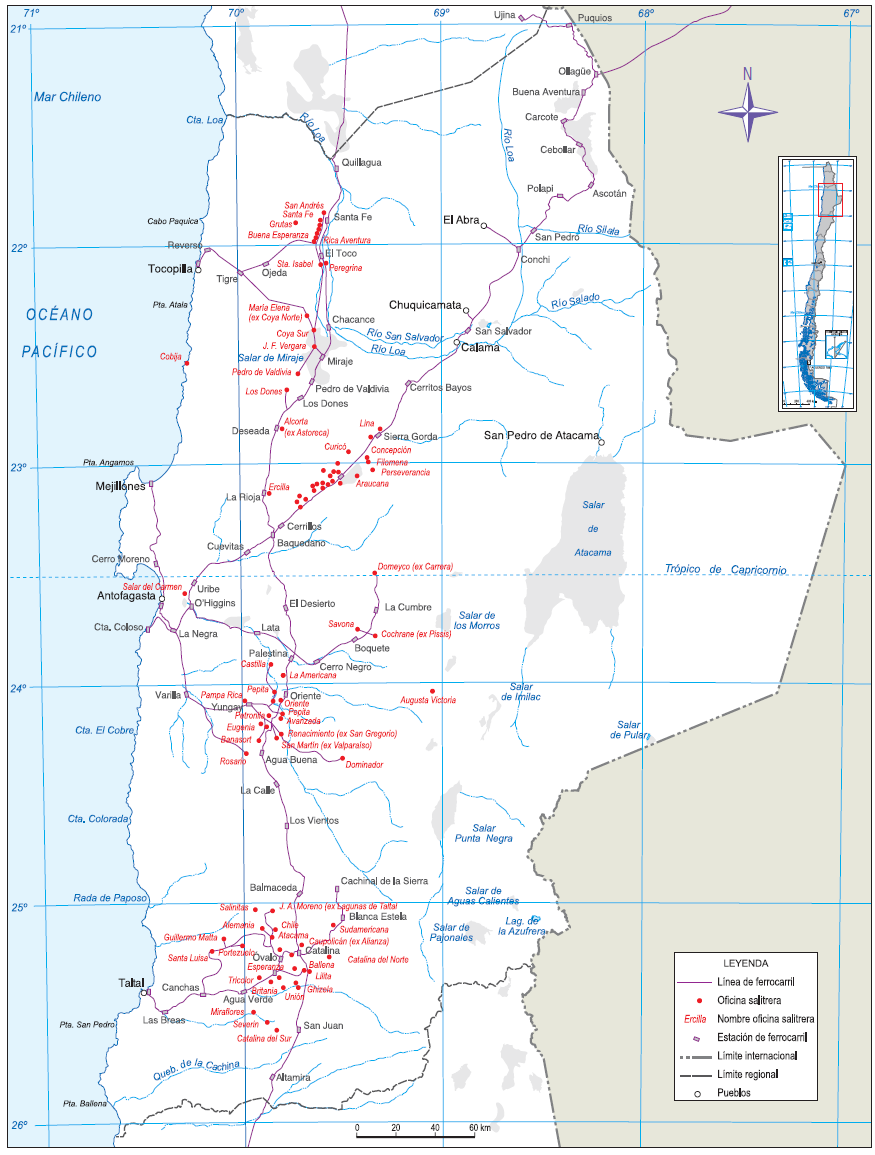 71°
70°
69°
68°
67°
21°
21°
Ujina
Puquios
Mar Chileno
Ollagüe
N
Buena Aventura
Cta. Loa
Río Loa
Carcote
Río Loa
Cebollar
Quillagua
Polapi
Ascotán
San Andrés
Santa Fe
Santa Fe
Grutas
Cabo Paquica
El Abra
Buena Esperanza
Rica Aventura
San Pedro
Río Silala
Reverso
22°
22°
El Toco
Conchi
Tocopilla
Ojeda
Sta. Isabel
Peregrina
Tigre
Pta. Atala
María Elena
(ex Coya Norte)
Chuquicamata
Río Salado
OCÉANO
Chacance
Coya Sur
Río San Salvador
San Salvador
PACÍFICO
J. F. Vergara
Río Loa
Calama
Cobija
Salar de Miraje
Miraje
Pedro de Valdivia
Pedro de Valdivia
Cerritos Bayos
Los Dones
Los Dones
Alcorta
(ex Astoreca)
Deseada
Lina
Sierra Gorda
San Pedro de Atacama
Curicó
Concepción
23°
23°
Pta. Angamos
Filomena
Perseverancia
Mejillones
Ercilla
Araucana
La Rioja
Salar
de
Atacama
Cerrillos
Cuevitas
Baquedano
Cerro Moreno
Domeyco (ex Carrera)
Trópico de Capricornio
Salar del Carmen
Uribe
Antofagasta
O'Higgins
El Desierto
La Cumbre
Salar de
los Morros
Cta. Coloso
La Negra
Lata
Savona
Cochrane (ex Pissis)
Boquete
Palestina
Castilla
Cerro Negro
La Americana
24°
24°
Varilla
Pampa Rica
Pepita
Oriente
Oriente
Augusta Victoria
Salar
de Imilac
Yungay
Petronila
Pepita
Avanzada
Cta. El Cobre
Eugenia
Renacimiento (ex San Gregorio)
Salar
de Pular
Banasort
San Martín (ex Valparaíso)
Rosario
Agua Buena
Dominador
La Calle
Cta. Colorada
Los Vientos
Salar
Punta Negra
Balmaceda
Cachinal de la Sierra
Rada de Paposo
Salar de
Aguas Calientes
25°
25°
Salinitas
J. A. Moreno (ex Lagunas de Taltal
Blanca Estela
Alemania
Chile
Sudamericana
Salar de
Pajonales
Lag. de
la Azufrera
Guillermo Matta
Atacama
Caupolicán (ex Alianza)
Santa Luisa
Portezuelo
Ovalo
Catalina
Catalina del Norte
Esperanza
Ballena
Taltal
Tricolor
Lilita
Canchas
Britania
Ghizela
Agua Verde
Unión
Miraflores
Las Breas
Pta. San Pedro
Severín
San Juan
Catalina del Sur
Queb. de la Cachina
Altamira
Pta. Ballena
26°
26°
0
20
40
60 km
LEYENDA
Línea de ferrocarril
Oficina salitrera
Ercilla
Nombre oficina salitrera
Estación de ferrocarril
Límite internacional
Límite regional
Pueblos